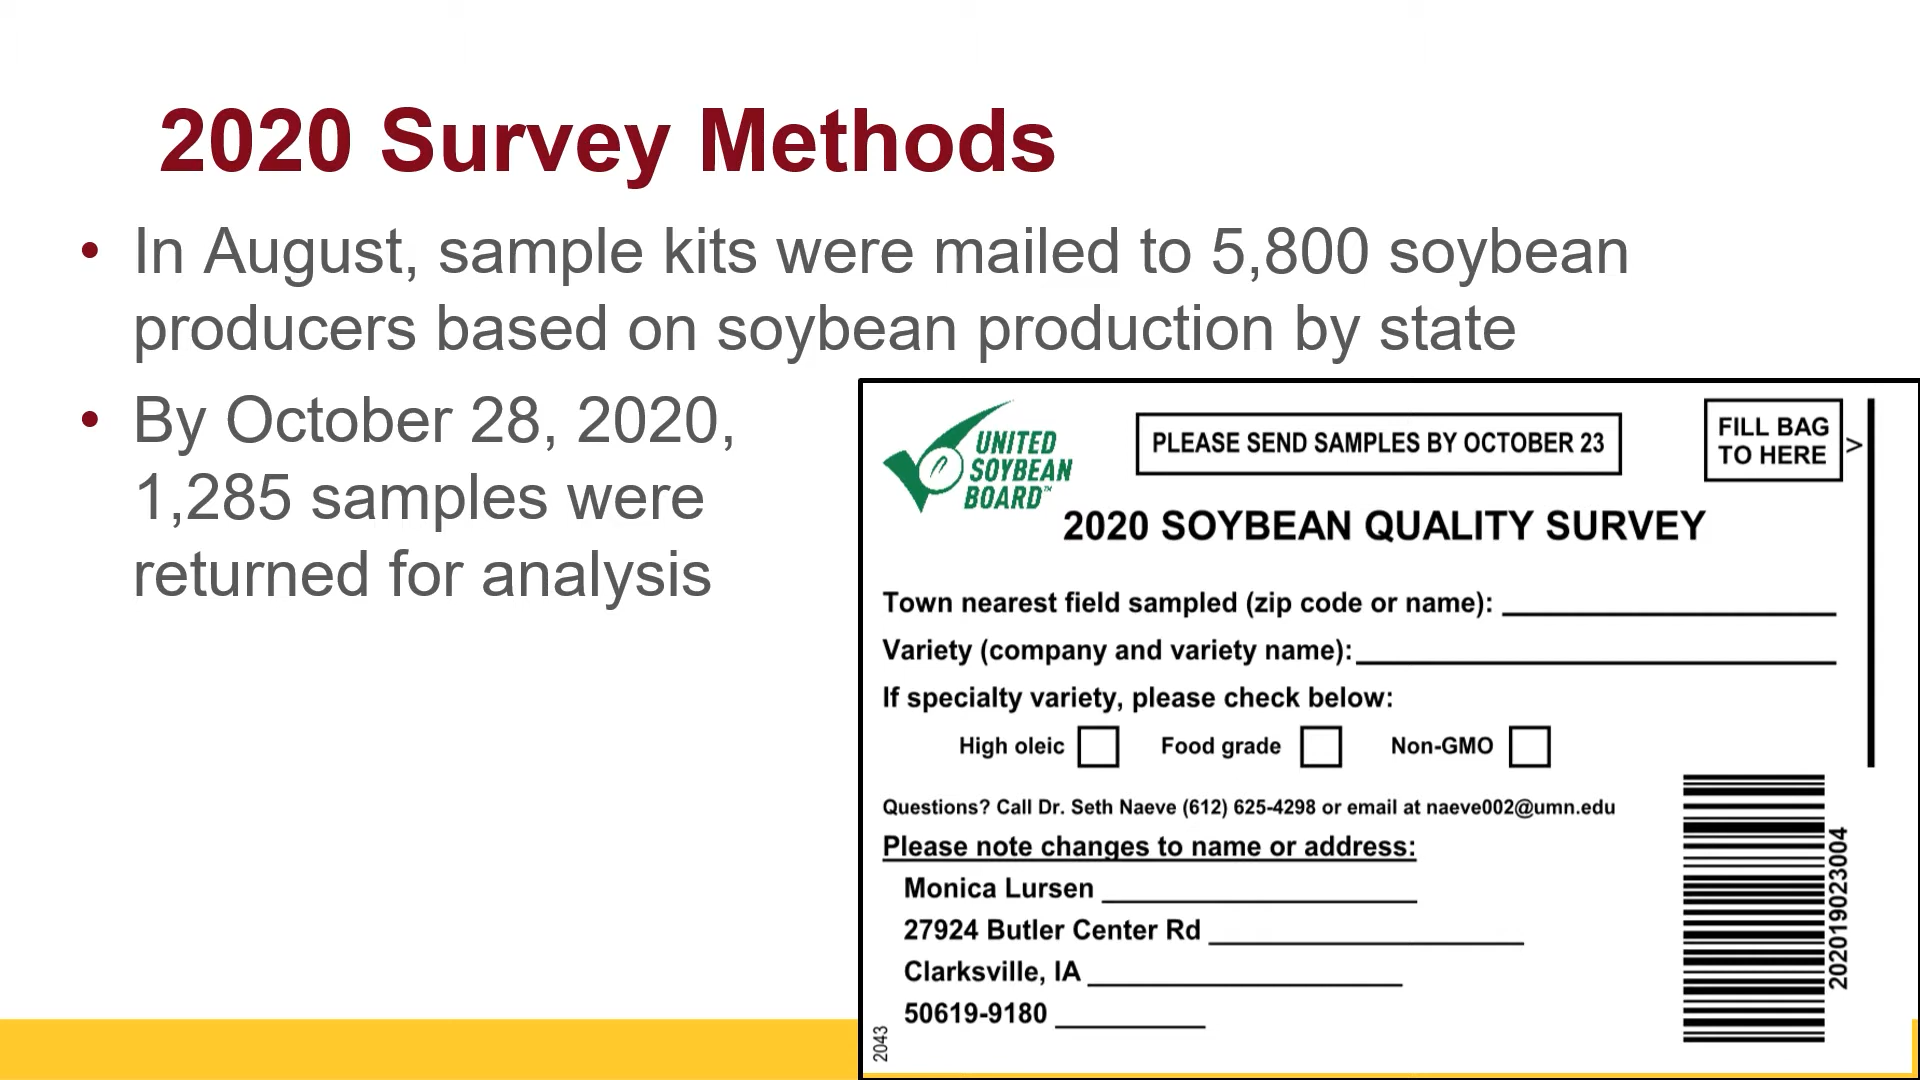 2020 Survey Methods
• In August, sample kits were mailed to 5,800 soybean
producers based on soybean production by state
• By October 28, 2020,
1,285 samples were
returned for analysis
UNITED
SOYBEAN
BOARD™
PLEASE SEND SAMPLES BY OCTOBER 23
FILL BAG
TO HERE >
2020 SOYBEAN QUALITY SURVEY
Town nearest field sampled (zip code or name):
Variety (company and variety name):
If specialty variety, please check below:
High oleic Food grade Non-GMO
Questions? Call Dr. Seth Naeve (612) 625-4298 or email at naeve002@umn.edu
Please note changes to name or address:
Monica Lursen
27924 Butler Center Rd
Clarksville, IA
50619-9180
2043
202019023004